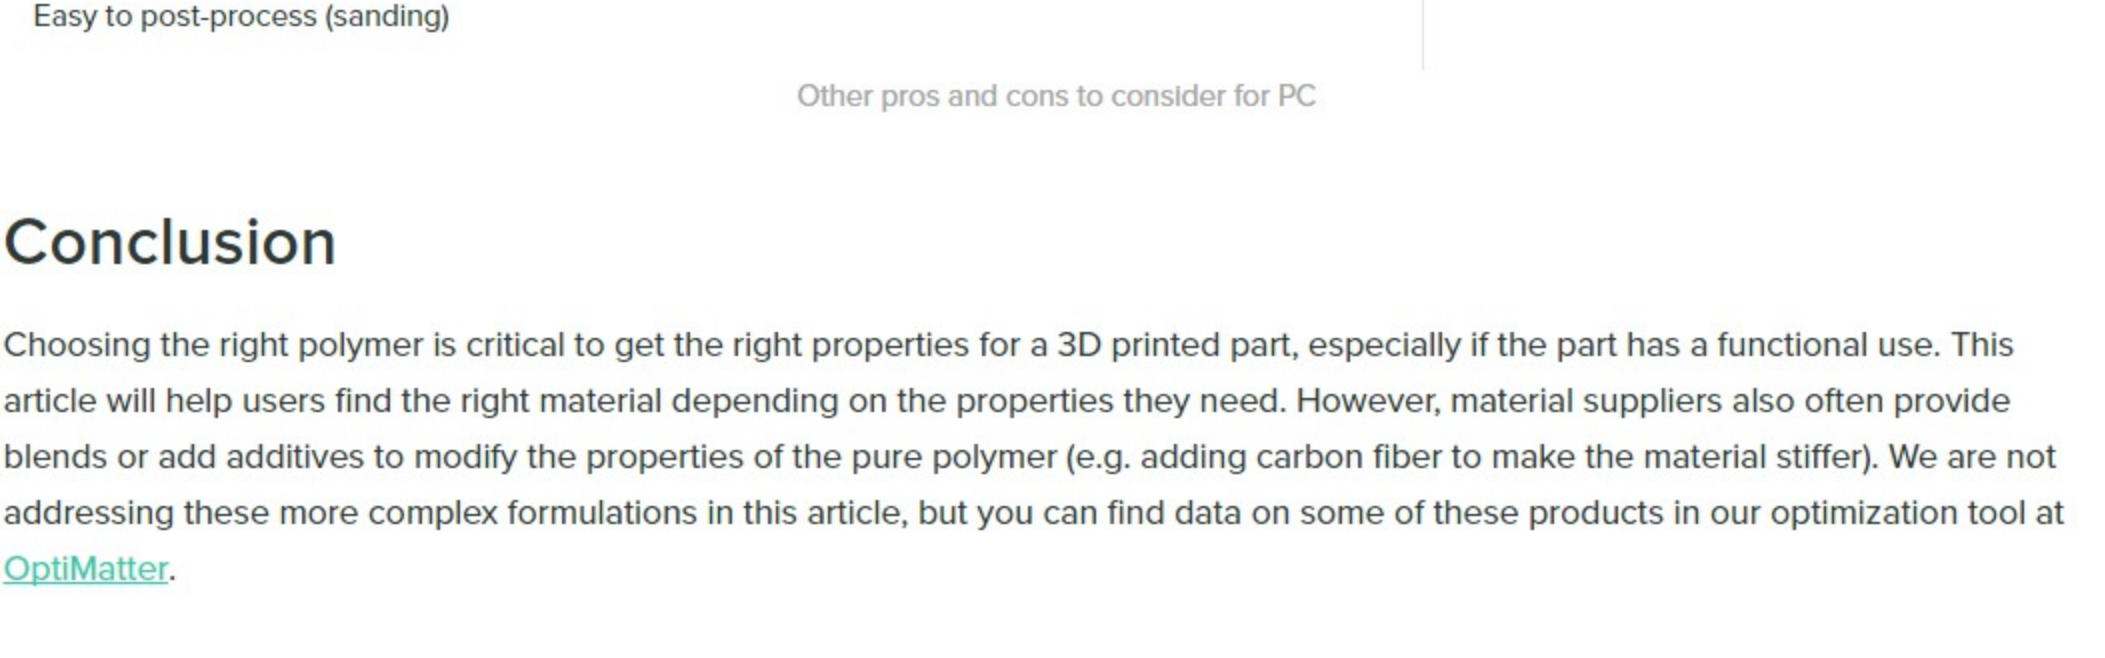 Easy to post-process (sanding)
Other pros and cons to consider for PC
Conclusion
Choosing the right polymer is critical to get the right properties for a 3D printed part, especially if the part has a functional use. This
article will help users find the right material depending on the properties they need. However, material suppliers also often provide
blends or add additives to modify the properties of the pure polymer (e.g. adding carbon fiber to make the material stiffer). We are not
addressing these more complex formulations in this article, but you can find data on some of these products in our optimization tool at
OptiMatter.